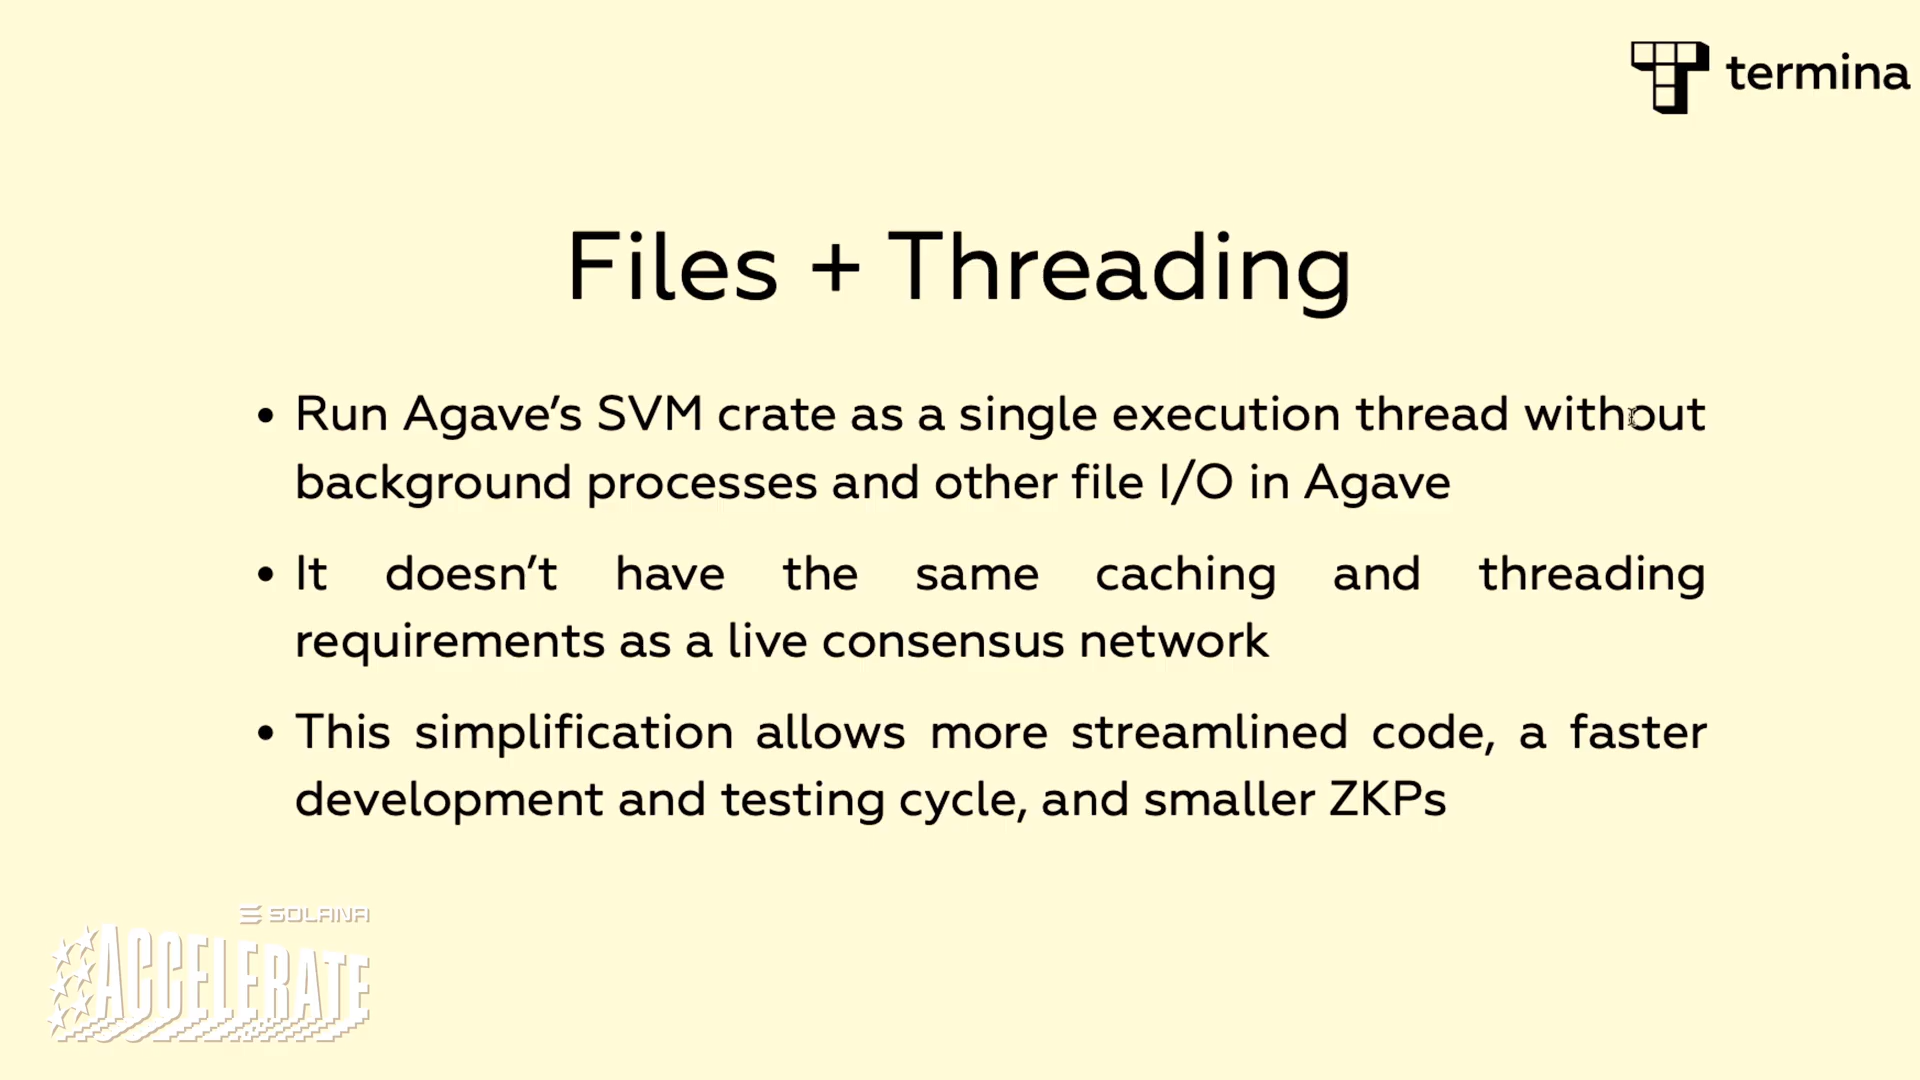 termina
Files + Threading
• Run Agave’s SVM crate as a single execution thread without
background processes and other file I/O in Agave
• It doesn’t have the same caching and threading
requirements as a live consensus network
• This simplification allows more streamlined code, a faster
development and testing cycle, and smaller ZKPs
SOLANA
ACCELERATE